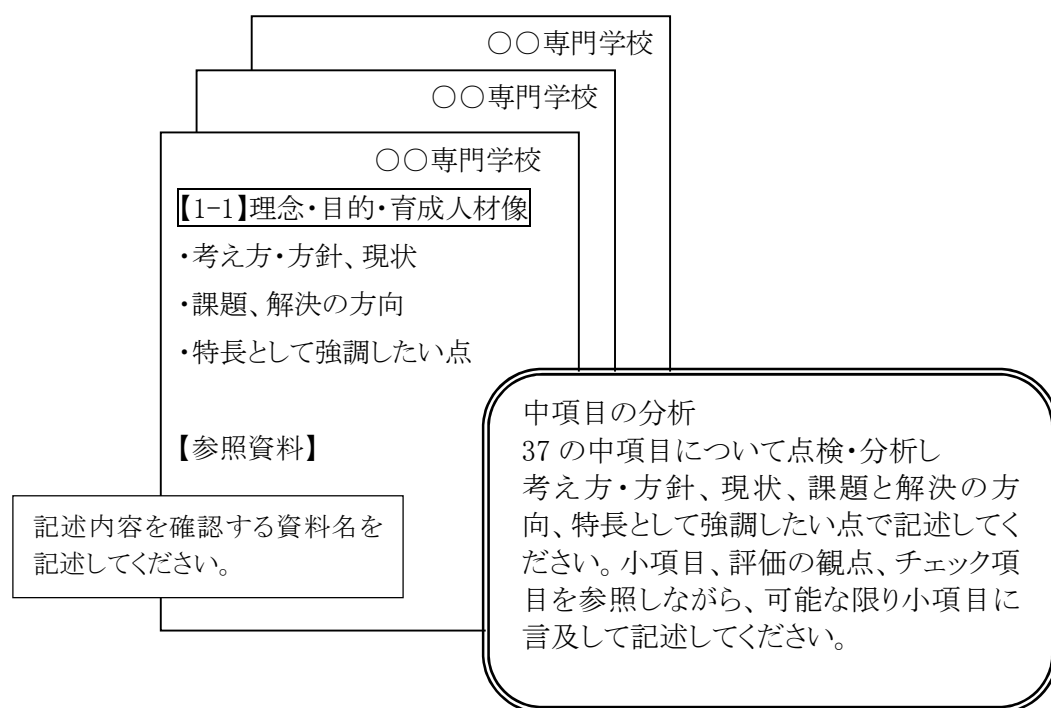 ○○専門学校
○○専門学校
○○専門学校
【1-1】理念・目的・育成人材像
・考え方・方針、現状
・課題、解決の方向
・特長として強調したい点
【参照資料】
記述内容を確認する資料名を
記述してください。
中項目の分析
37 の中項目について点検・分析し
考え方・方針、現状、課題と解決の方
向、特長として強調したい点で記述してく
ださい。小項目、評価の観点、チェック項
目を参照しながら、可能な限り小項目に
言及して記述してください。